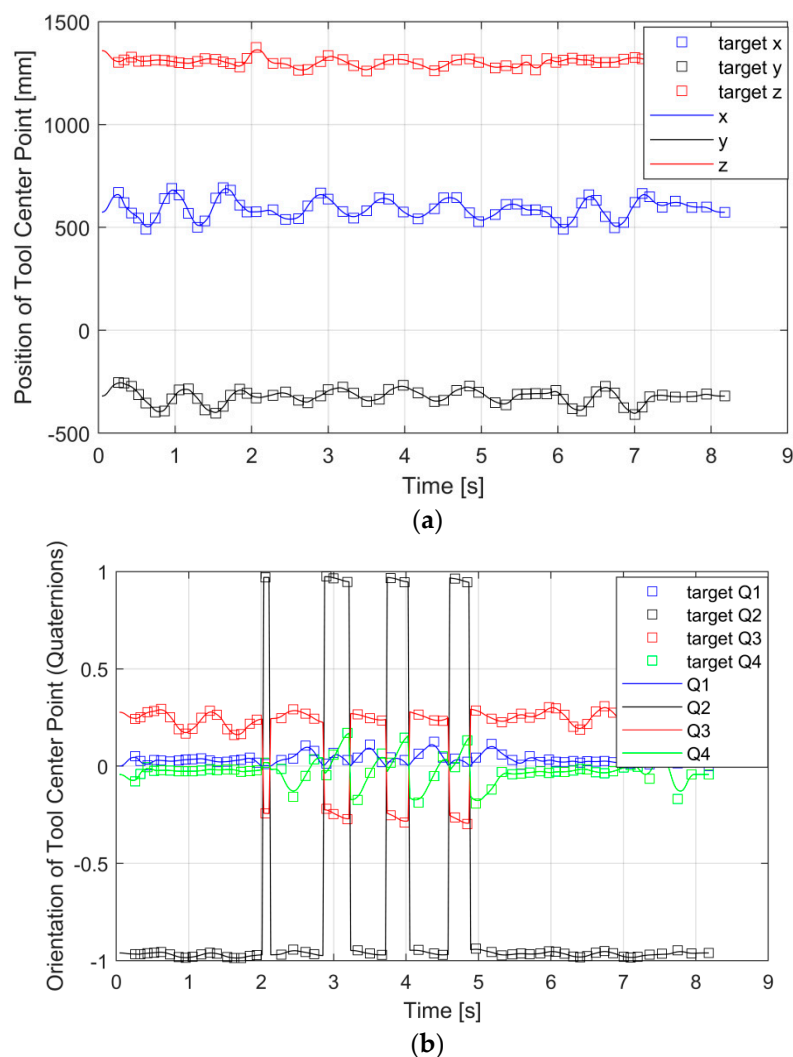 1500
1000
500
0
-500
Position of Tool Center Point [mm]
target x
target y
target z
x
y
z
0 1 2 3 4 5 6 7 8 9
Time [s]
(a)
1
0.5
0
-0.5
-1
Orientation of Tool Center Point (Quaternions)
target Q1
target Q2
target Q3
target Q4
Q1
Q2
Q3
Q4
0 1 2 3 4 5 6 7 8 9
Time [s]
(b)